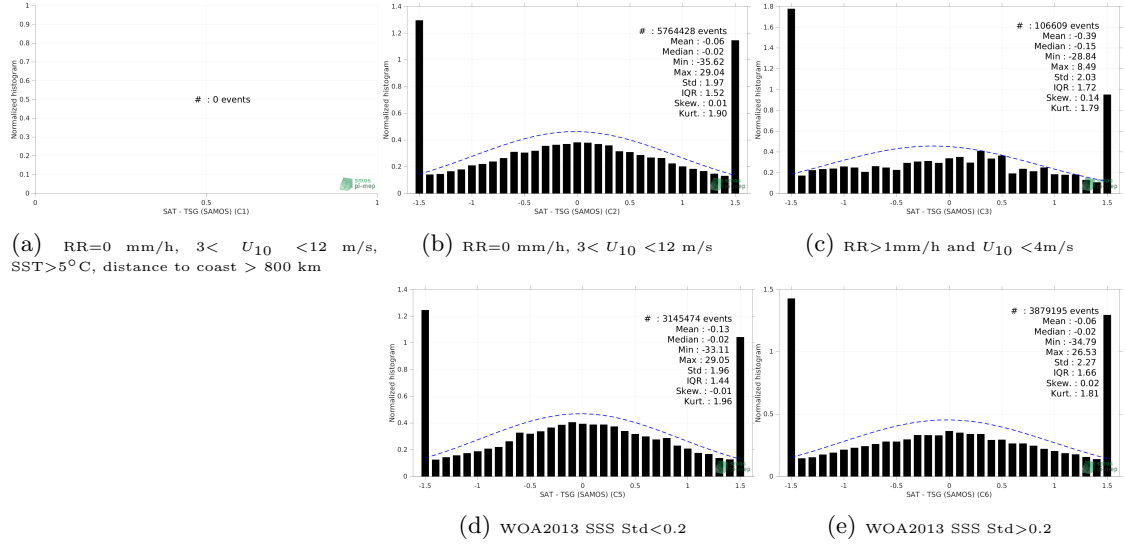 1
0.9
0.8
0.7
0.6
0.5
0.4
0.3
0.2
0.1
0
Normalized histogram
# : 0 events
0 0.5 1
SAT - TSG (SAMOS) (C1)
smos
pi-mep
(a) RR=0 mm/h, 3< U10 <12 m/s,
SST>5°C, distance to coast > 800 km
1.4
1.2
1
0.8
0.6
0.4
0.2
0
Normalized histogram
# : 5764428 events
Mean : -0.06
Median : -0.02
Min : -35.62
Max : 29.04
Std : 1.97
IQR : 1.52
Skew. : 0.01
Kurt. : 1.90
-1.5 -1 -0.5 0 0.5 1 1.5
SAT - TSG (SAMOS) (C2)
pi-mep
(b) RR=0 mm/h, 3< U10 <12 m/s
1.8
1.6
1.4
1.2
1
0.8
0.6
0.4
0.2
0
Normalized histogram
# : 106609 events
Mean : -0.39
Median : -0.15
Min : -28.84
Max : 8.49
Std : 2.03
IQR : 1.72
Skew. : 0.14
Kurt. : 1.79
-1.5 -1 -0.5 0 0.5 1 1.5
SAT - TSG (SAMOS) (C3)
pi-mep
(c) RR>1mm/h and U10 <4m/s
1.4
1.2
1
0.8
0.6
0.4
0.2
0
Normalized histogram
# : 3145474 events
Mean : -0.13
Median : -0.02
Min : -33.11
Max : 29.05
Std : 1.96
IQR : 1.44
Skew. : -0.01
Kurt. : 1.96
-1.5 -1 -0.5 0 0.5 1 1.5
SAT - TSG (SAMOS) (C5)
(d) WOA2013 SSS Std<0.2
1.5
1
0.5
0
Normalized histogram
# : 3879195 events
Mean : -0.06
Median : -0.02
Min : -34.79
Max : 26.53
Std : 2.27
IQR : 1.66
Skew. : 0.02
Kurt. : 1.81
-1.5 -1 -0.5 0 0.5 1 1.5
SAT - TSG (SAMOS) (C6)
(e) WOA2013 SSS Std>0.2